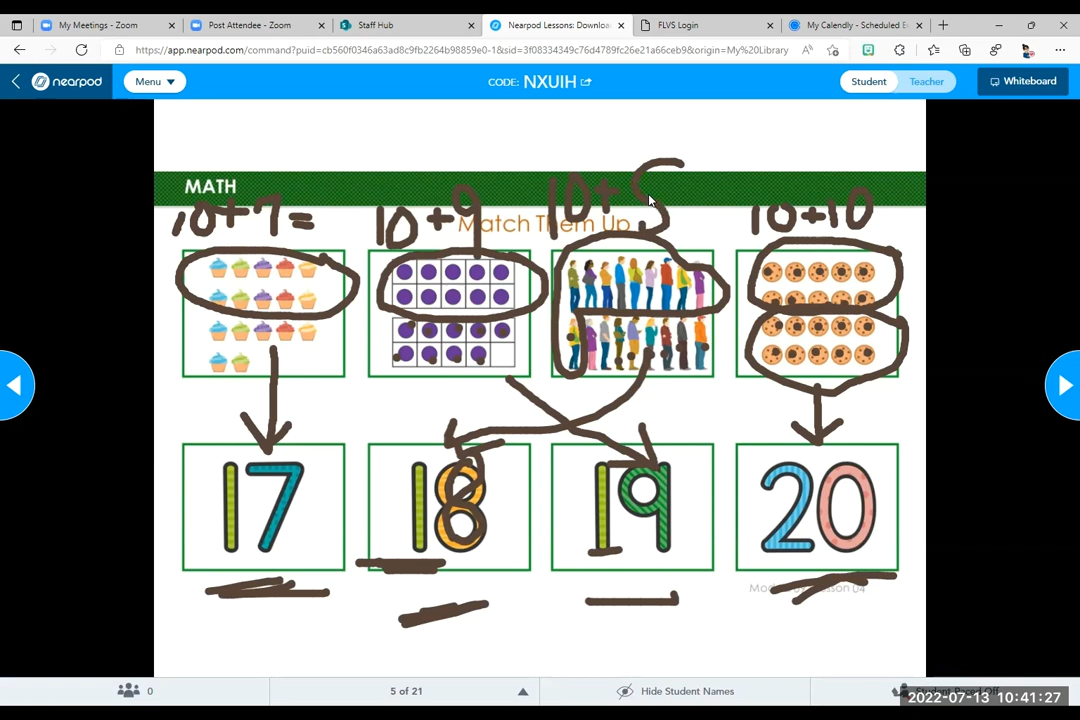 My Meetings - Zoom
Post Attendee - Zoom
Staff Hub
Nearpod Lessons: Downloa
FLVS Login
My Calendly - Scheduled E
https://app.nearpod.com/command?puid=cb560f0346a63ad8c9fb2264b98859e0-1&sid=3f08334349c76d4789fc26e21a66ceb9&origin=My%20Library
nearpod
Menu
CODE: NXUIH
Student
Teacher
Whiteboard
MATH
10+7=
10+9
10+
10+10
Match Them Up
17
18
19
20
Lesson 04
0
5 of 21
Hide Student Names
2022-07-13 10:41:27